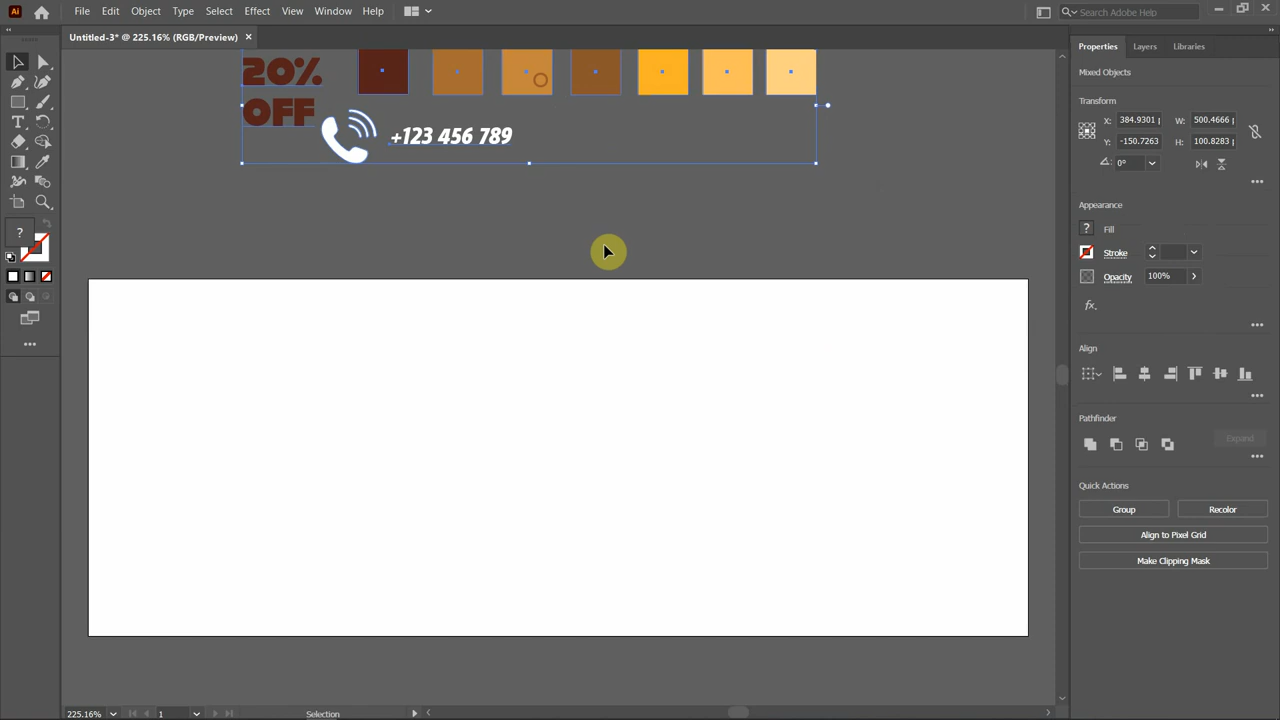 Ai File Edit Object Type Select Effect View Window Help Search Adobe Help
Untitled-3* @ 225.16% (RGB/Preview) ×
20%
OFF
+123 456 789
?
225.16% 1 Selection
Properties Layers Libraries
Mixed Objects
Transform
X: 384.9301 W: 500.4666
Y: -150.7263 H: 100.8283
0°
Appearance
? Fill
Stroke
Opacity 100%
fx.
Align
Pathfinder
Expand
Quick Actions
Group Recolor
Align to Pixel Grid
Make Clipping Mask